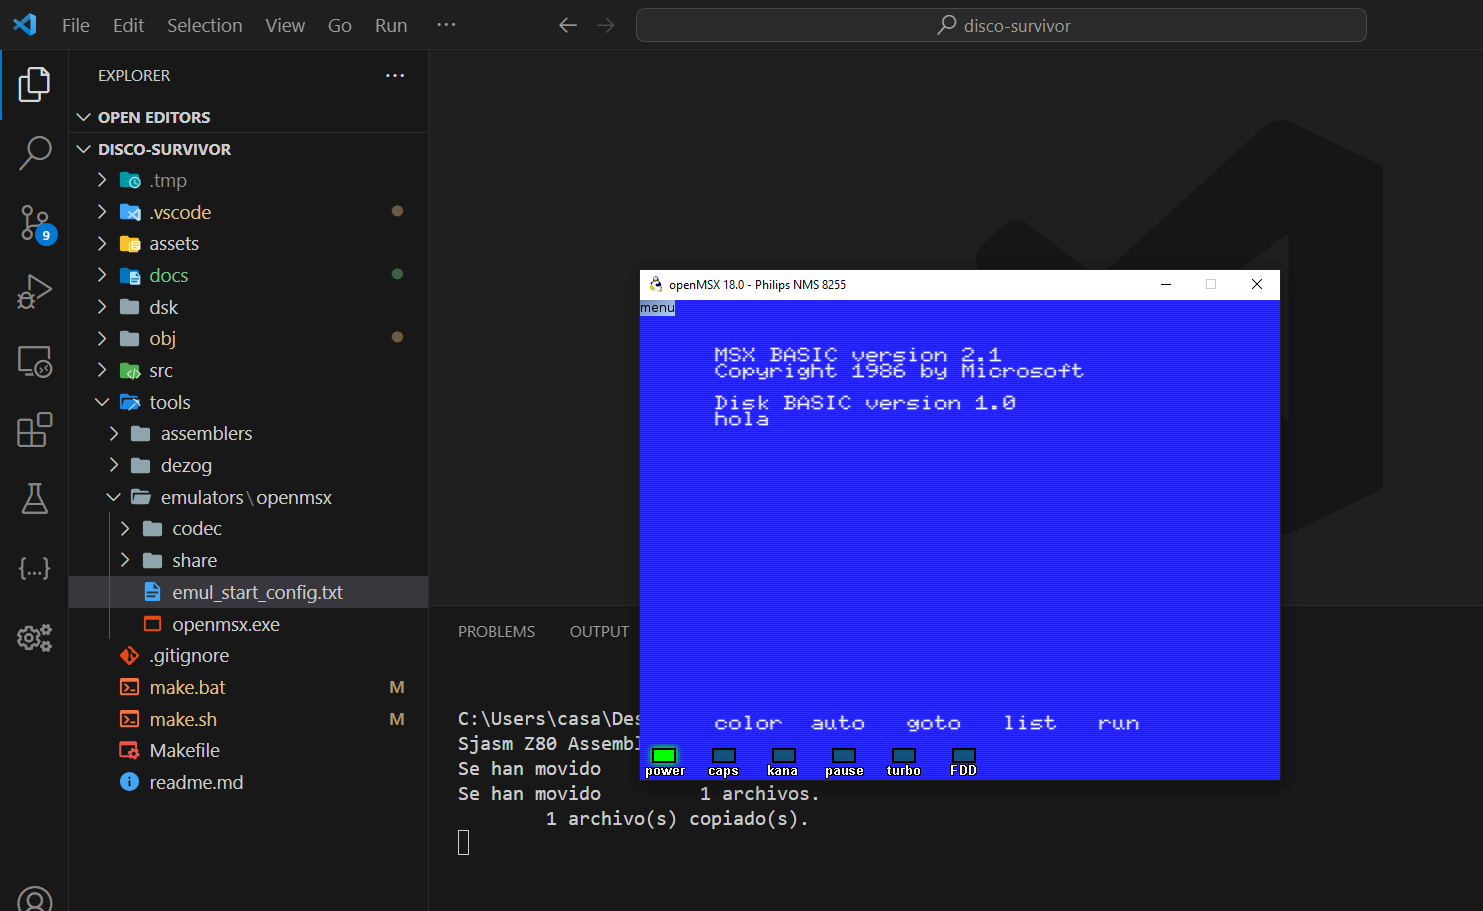 File Edit Selection View Go Run ···
disco-survivor
EXPLORER
OPEN EDITORS
DISCO-SURVIVOR
.tmp
.vscode
assets
docs
dsk
obj
src
tools
assemblers
dezog
emulators\openmsx
codec
share
emul_start_config.txt
openmsx.exe
.gitignore
make.bat M
make.sh M
Makefile
readme.md
9
{...}
openMSX 18.0 - Philips NMS 8255
menu
MSX BASIC version 2.1
Copyright 1986 by Microsoft
Disk BASIC version 1.0
hola
color auto goto list run
power caps kana pause turbo FDD
PROBLEMS OUTPUT
C:\Users\casa\Des
Sjasm Z80 Assembl
Se han movido
Se han movido 1 archivos.
1 archivo(s) copiado(s).